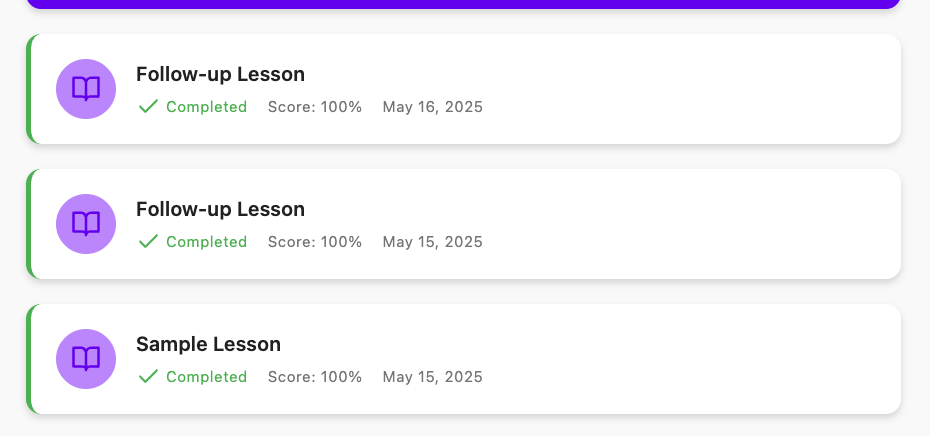 Follow-up Lesson
Completed Score: 100% May 16, 2025
Follow-up Lesson
Completed Score: 100% May 15, 2025
Sample Lesson
Completed Score: 100% May 15, 2025